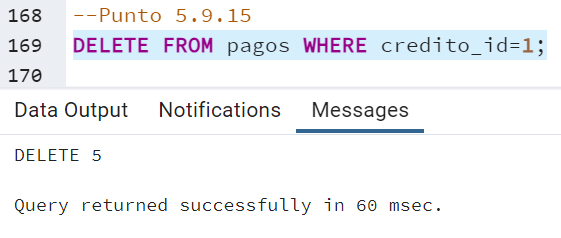 168 --Punto 5.9.15
169 DELETE FROM pagos WHERE credito_id=1;
170
Data Output Notifications Messages
DELETE 5
Query returned successfully in 60 msec.